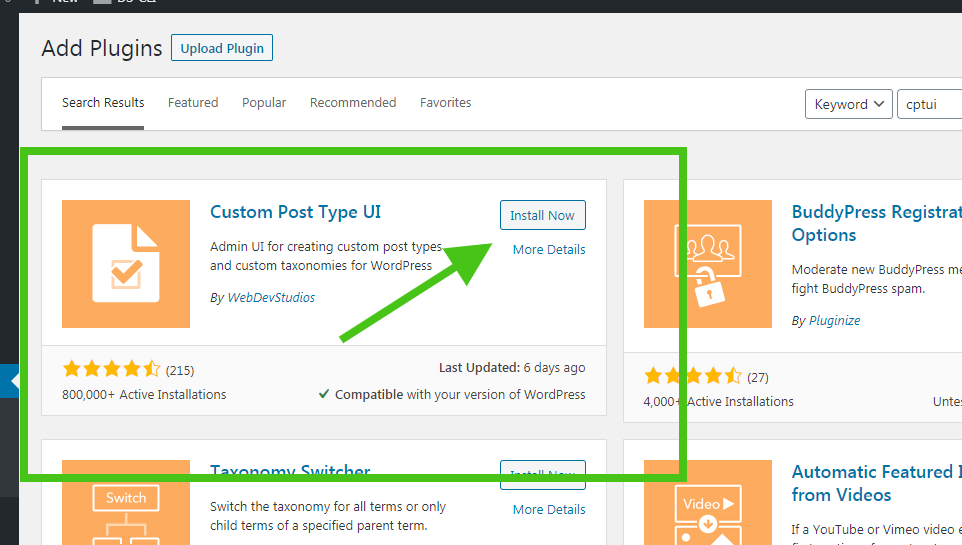 New
Add Plugins
Upload Plugin
Search Results
Featured
Popular
Recommended
Favorites
Keyword
cptui
Custom Post Type UI
Install Now
Admin UI for creating custom post types
and custom taxonomies for WordPress
More Details
By WebDevStudios
(215)
Last Updated: 6 days ago
800,000+ Active Installations
Compatible with your version of WordPress
BuddyPress Registrat
Options
Moderate new BuddyPress me
fight BuddyPress spam.
By Pluginize
(27)
4,000+ Active Installations
Untes
Switch
Taxonomy Switcher
Install Now
Switch the taxonomy for all terms or only
child terms of a specified parent term.
More Details
Video
Automatic Featured I
from Videos
If a YouTube or Vimeo video e